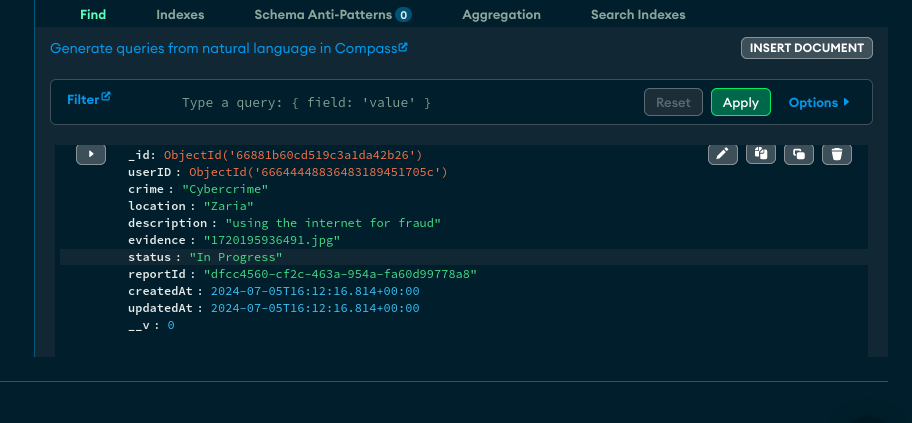 Find Indexes Schema Anti-Patterns 0 Aggregation Search Indexes
Generate queries from natural language in Compass INSERT DOCUMENT
Filter Type a query: { field: 'value' } Reset Apply Options
_id: ObjectId('66881b60cd519c3a1da42b26')
userID : ObjectId('66644448836483189451705c')
crime : "Cybercrime"
location : "Zaria"
description : "using the internet for fraud"
evidence : "1720195936491.jpg"
status : "In Progress"
reportId : "dfcc4560-cf2c-463a-954a-fa60d99778a8"
createdAt : 2024-07-05T16:12:16.814+00:00
updatedAt : 2024-07-05T16:12:16.814+00:00
__v : 0